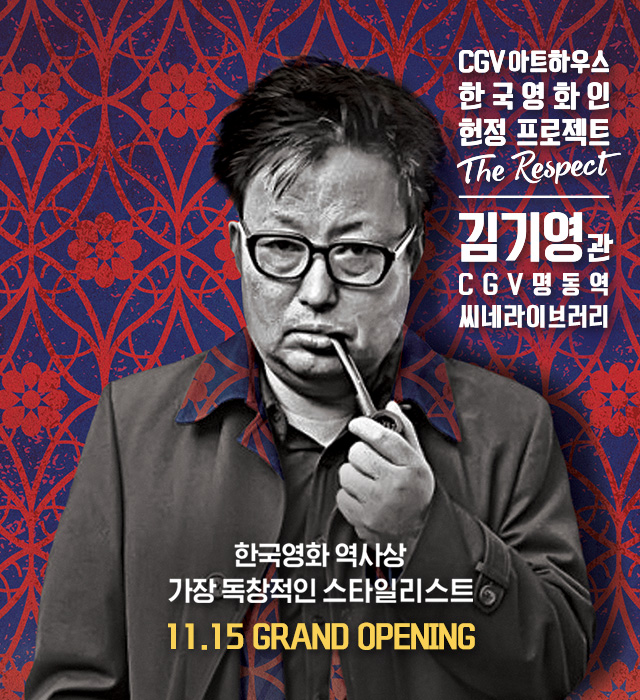 CGV 아트하우스
한국영화인
헌정 프로젝트
The Respect
김기영관
CGV명동역
씨네라이브러리
한국영화 역사상
가장 독창적인 스타일리스트
11.15 GRAND OPENING